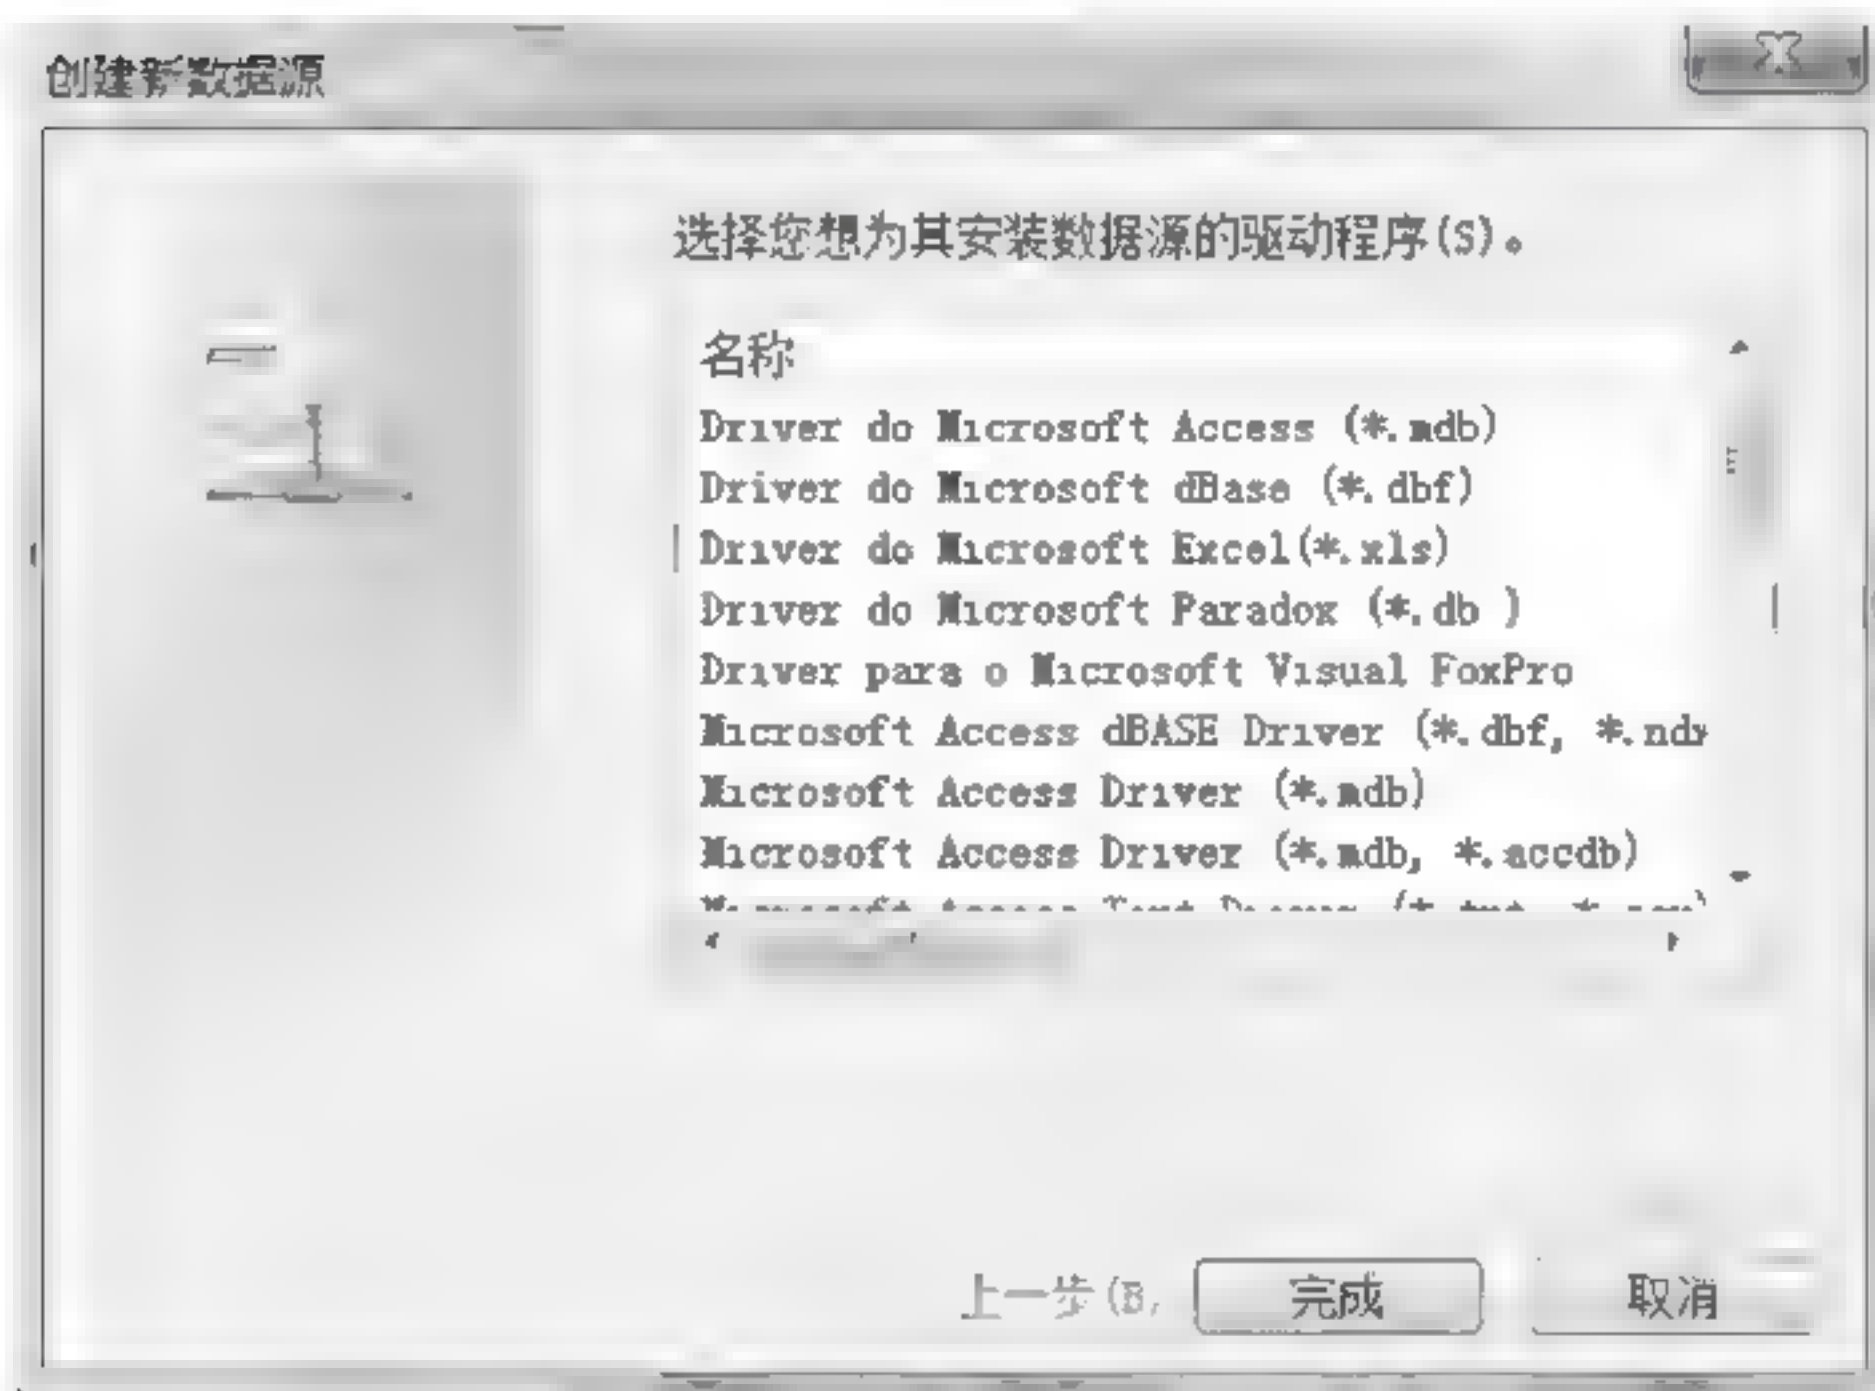 创建新数据源
选择您想为其安装数据源的驱动程序(S)。
名称
Driver do Microsoft Access (*.mdb)
Driver do Microsoft dBase (*.dbf)
Driver do Microsoft Excel(*.xls)
Driver do Microsoft Paradox (*.db )
Driver para o Microsoft Visual FoxPro
Microsoft Access dBASE Driver (*.dbf, *.ndx
Microsoft Access Driver (*.mdb)
Microsoft Access Driver (*.mdb, *.accdb)
上一步(B, 完成 取消